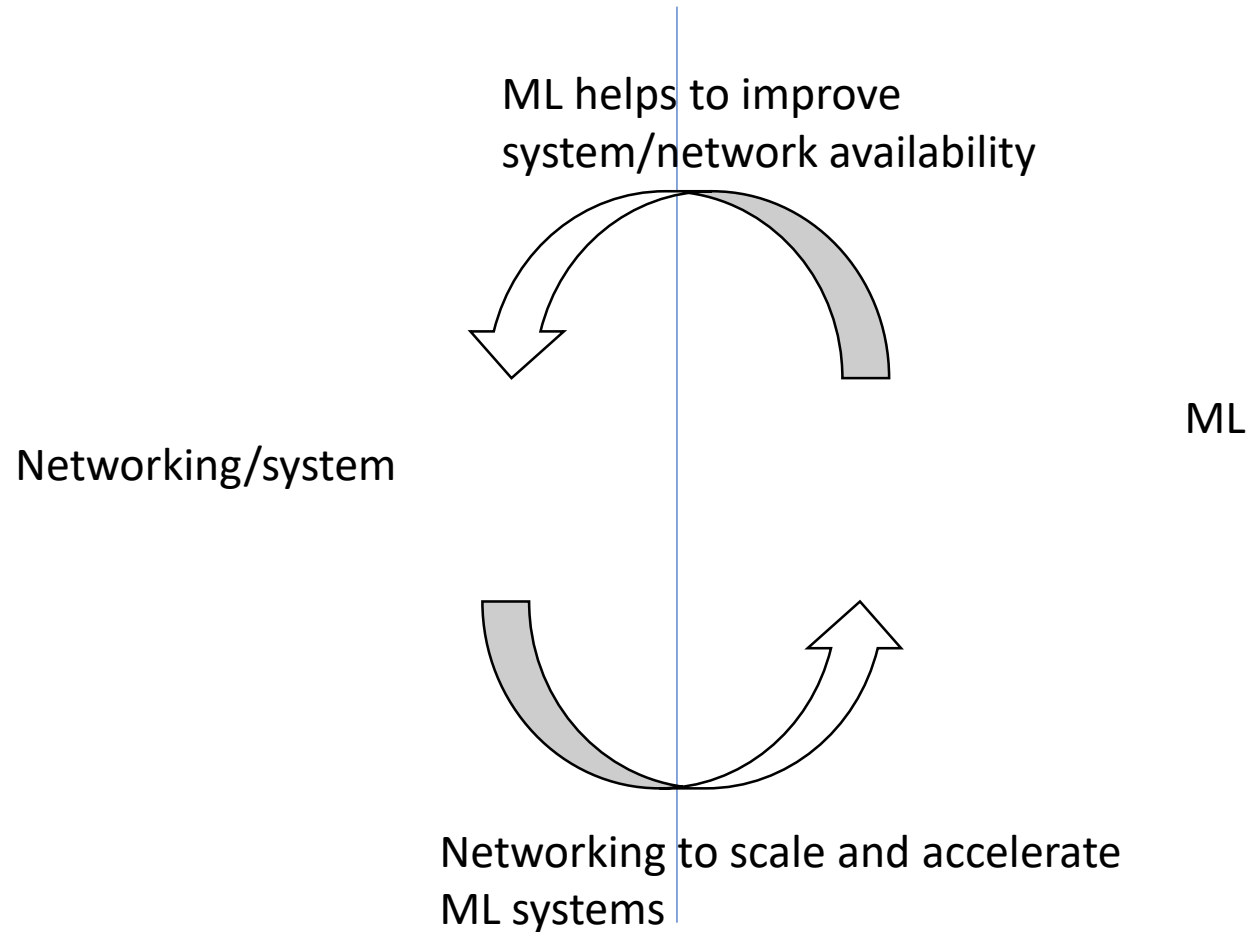 ML helps to improve
system/network availability
ML
Networking/system
Networking to scale and accelerate
ML systems